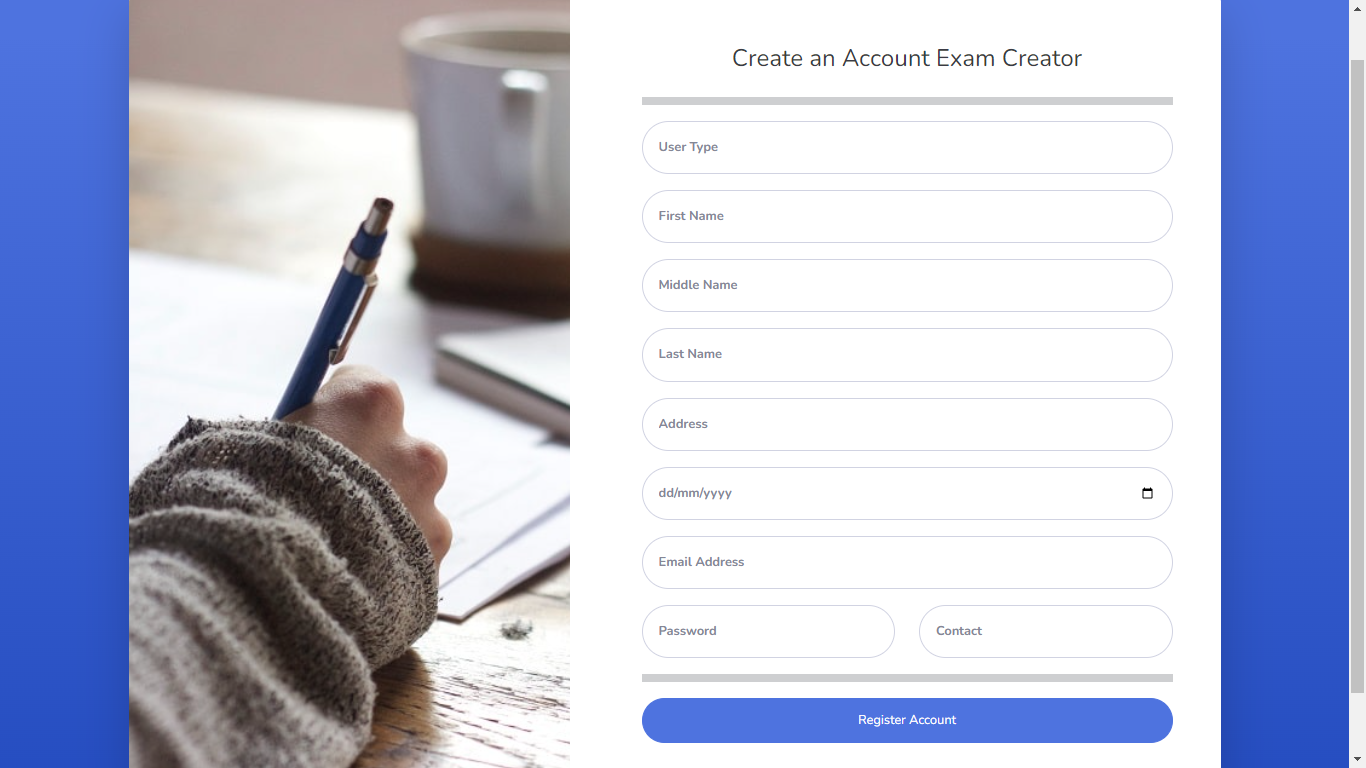 Create an Account Exam Creator
User Type
First Name
Middle Name
Last Name
Address
dd/mm/yyyy
Email Address
Password Contact
Register Account